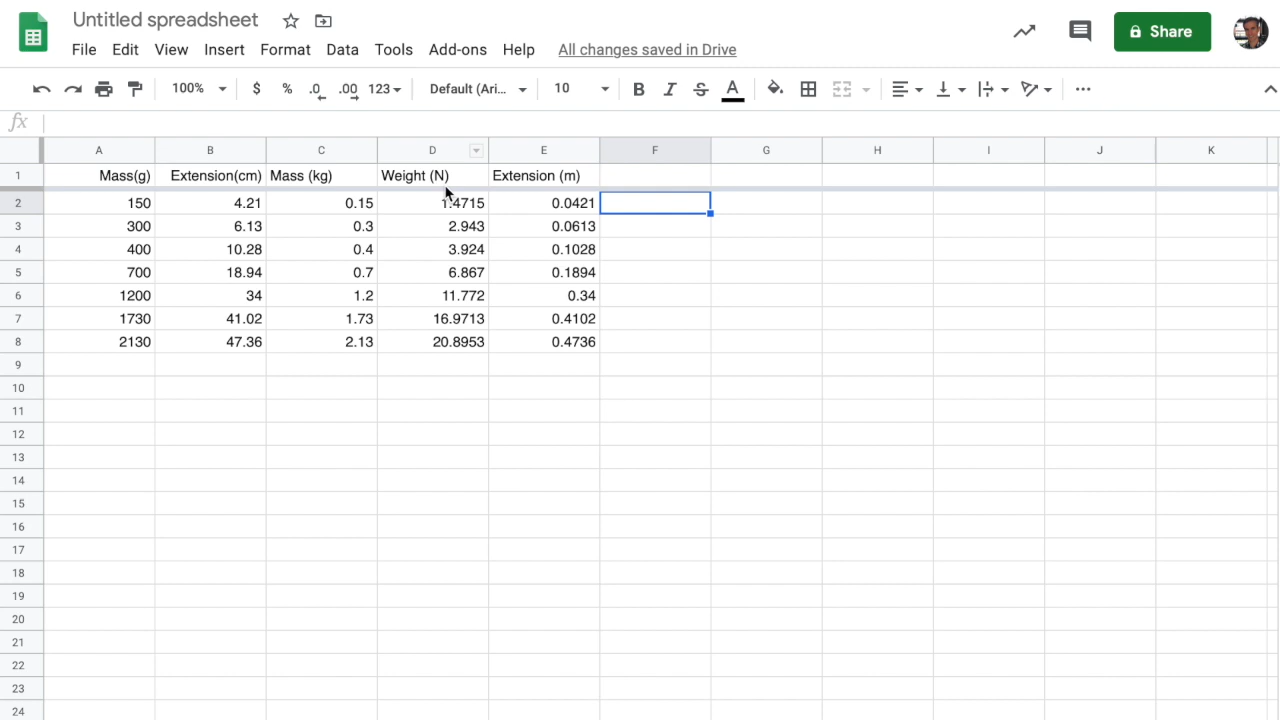 Untitled spreadsheet
File Edit View Insert Format Data Tools Add-ons Help All changes saved in Drive
Share
100% $ % .0 .00 123 Default (Ari... 10 B I S A
fx
A B C D E F G H I J K
1 Mass(g) Extension(cm) Mass (kg) Weight (N) Extension (m)
2 150 4.21 0.15 1.4715 0.0421
3 300 6.13 0.3 2.943 0.0613
4 400 10.28 0.4 3.924 0.1028
5 700 18.94 0.7 6.867 0.1894
6 1200 34 1.2 11.772 0.34
7 1730 41.02 1.73 16.9713 0.4102
8 2130 47.36 2.13 20.8953 0.4736
9
10
11
12
13
14
15
16
17
18
19
20
21
22
23
24